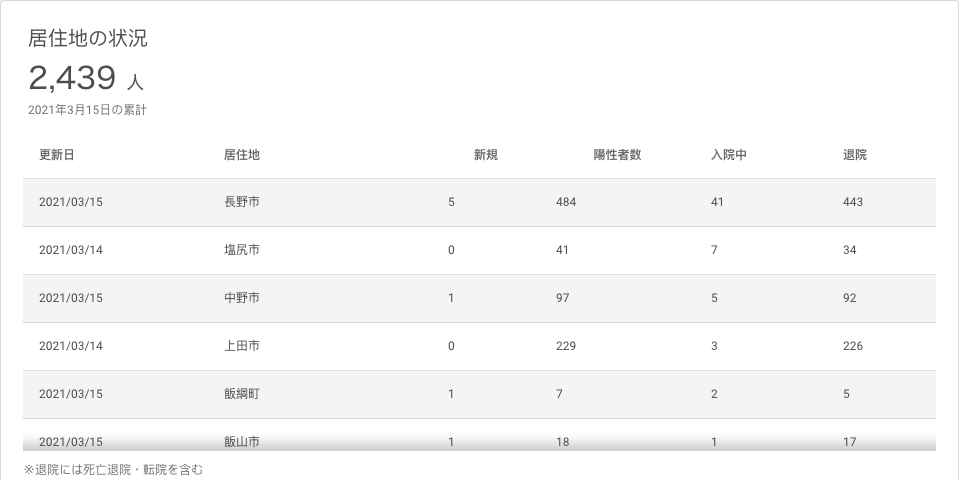 居住地の状況
2,439 人
2021年3月15日の累計
更新日 居住地 新規 陽性者数 入院中 退院
2021/03/15 長野市 5 484 41 443
2021/03/14 塩尻市 0 41 7 34
2021/03/15 中野市 1 97 5 92
2021/03/14 上田市 0 229 3 226
2021/03/15 飯綱町 1 7 2 5
2021/03/15 飯山市 1 18 1 17
※退院には死亡退院・転院を含む